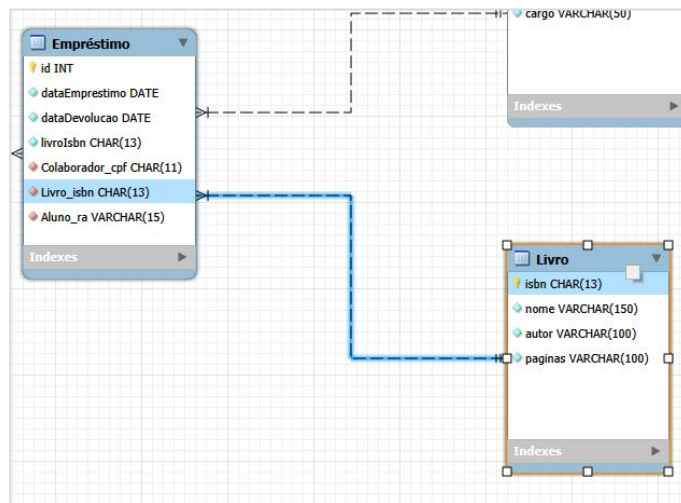 cargo VARCHAR(50)
Indexes
Empréstimo
id INT
dataEmprestimo DATE
dataDevolucao DATE
livroIsbn CHAR(13)
Colaborador_cpf CHAR(11)
Livro_isbn CHAR(13)
Aluno_ra VARCHAR(15)
Indexes
Livro
isbn CHAR(13)
nome VARCHAR(150)
autor VARCHAR(100)
paginas VARCHAR(100)
Indexes